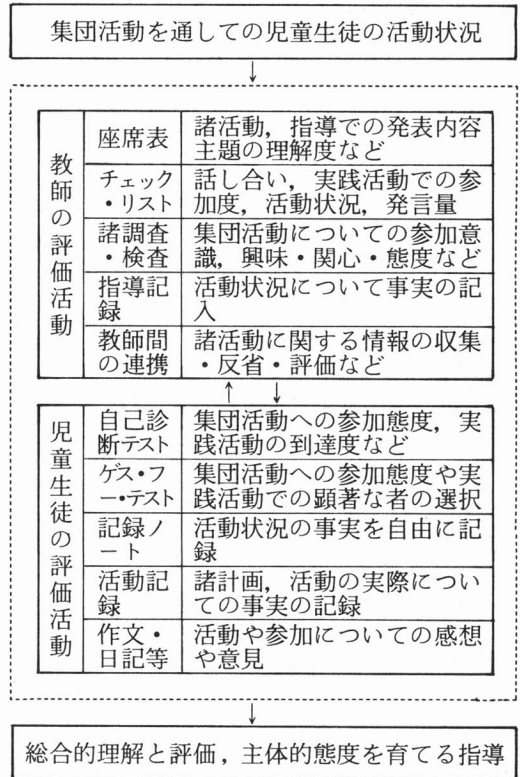 集団活動を通しての児童生徒の活動状況
↓
教師の評価活動
座席表
諸活動，指導での発表内容
主題の理解度など
チェック
・リスト
話し合い，実践活動での参
加度，活動状況，発言量
諸調査
・検査
集団活動についての参加意
識，興味・関心・態度など
指導記
録
活動状況について事実の記
入
教師間
の連携
諸活動に関する情報の収集
・反省・評価など
↑ ↓
児童生徒の評価活動
自己診
断テスト
集団活動への参加態度，実
践活動の到達度など
ゲス・フ
ー・テスト
集団活動への参加態度や実
践活動での顕著な者の選択
記録ノ
ート
活動状況の事実を自由に記
録
活動記
録
諸計画，活動の実際につい
ての事実の記録
作文・
日記等
活動や参加についての感想
や意見
↓
総合的理解と評価，主体的態度を育てる指導